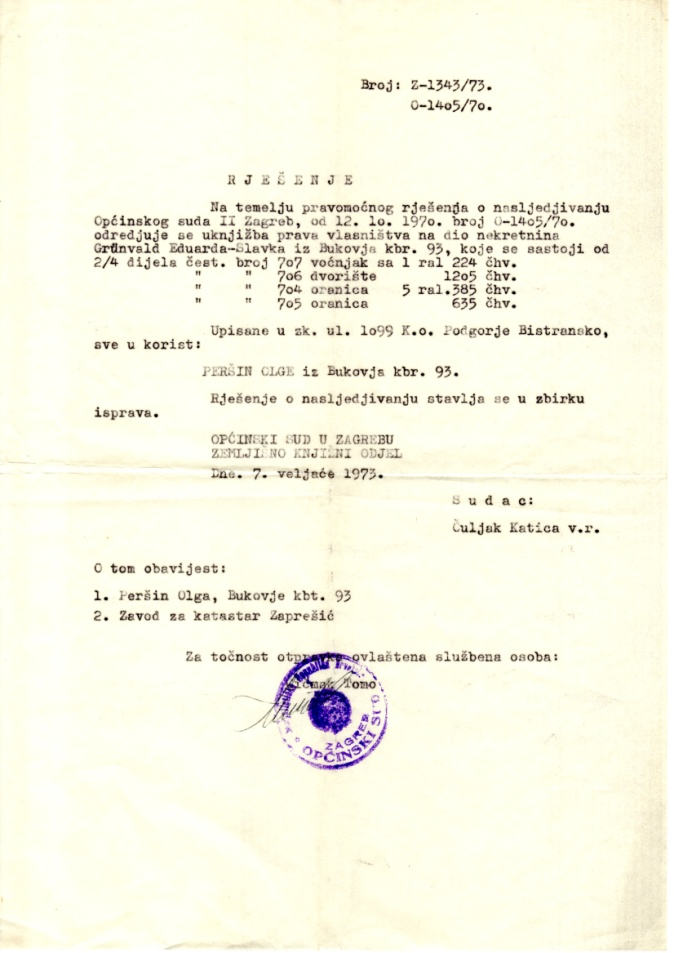 Broj: Z-1343/73.
O-14o5/7o.
R J E Š E N J E
Na temelju pravomoćnog rješenja o nasljedjivanju
Općinskog suda II Zagreb, od 12. lo. 197o. broj O-14o5/7o.
odredjuje se uknjižba prava vlasništva na dio nekretnina
Grünvald Eduarda-Slavka iz Bukovja kbr. 93, koje se sastoji od
2/4 dijela čest. broj 7o7 voćnjak sa 1 ral 224 čhv.
" " 7o6 dvorište 12o5 čhv.
" " 7o4 oranica 5 ral.385 čhv.
" " 7o5 oranica 635 čhv.
Upisane u zk. ul. lo99 K.o. Podgorje Bistransko,
sve u korist:
PERŠIN OLGE iz Bukovja kbr. 93.
Rješenje o nasljedjivanju stavlja se u zbirku
isprava.
OPĆINSKI SUD U ZAGREBU
ZEMLJIŠNO KNJIŽNI ODJEL
Dne. 7. veljače 1973.
S u d a c:
Čuljak Katica v.r.
O tom obavijest:
1. Peršin Olga, Bukovje kbt. 93
2. Zavod za katastar Zaprešić
Za točnost otpravka ovlaštena službena osoba:
Tomo
ZAGREB
OPĆINSKI SUD